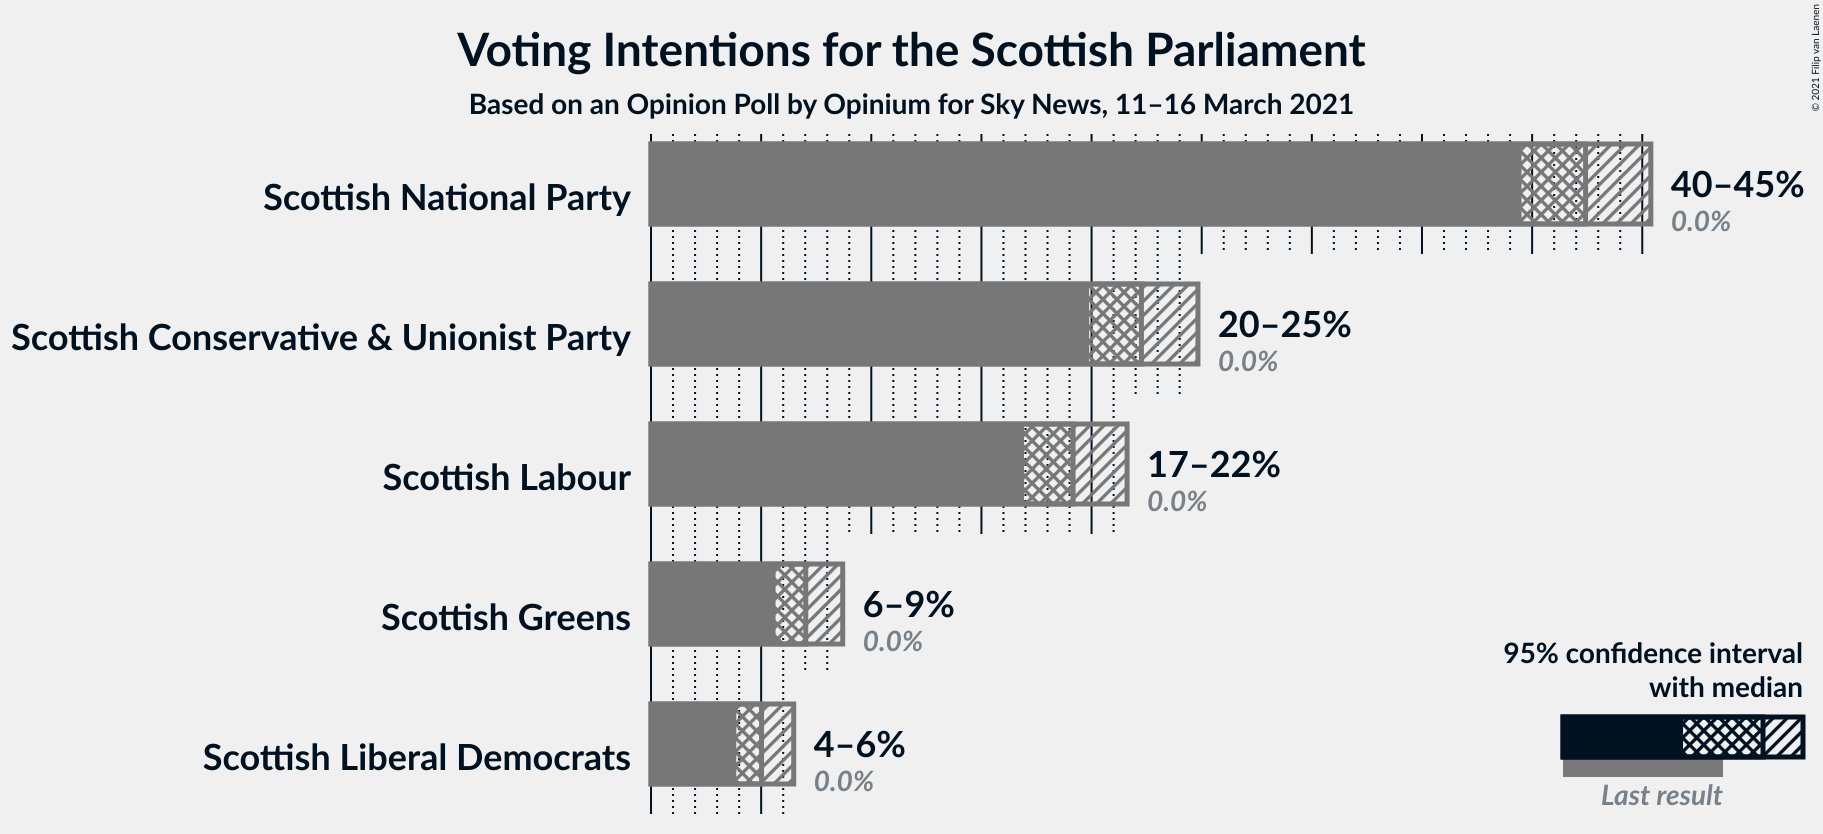 Voting Intentions for the Scottish Parliament
Based on an Opinion Poll by Opinium for Sky News, 11–16 March 2021
© 2021 Filip van Laenen
Scottish National Party
40–45%
0.0%
Scottish Conservative & Unionist Party
20–25%
0.0%
Scottish Labour
17–22%
0.0%
Scottish Greens
6–9%
0.0%
Scottish Liberal Democrats
4–6%
0.0%
95% confidence interval
with median
Last result